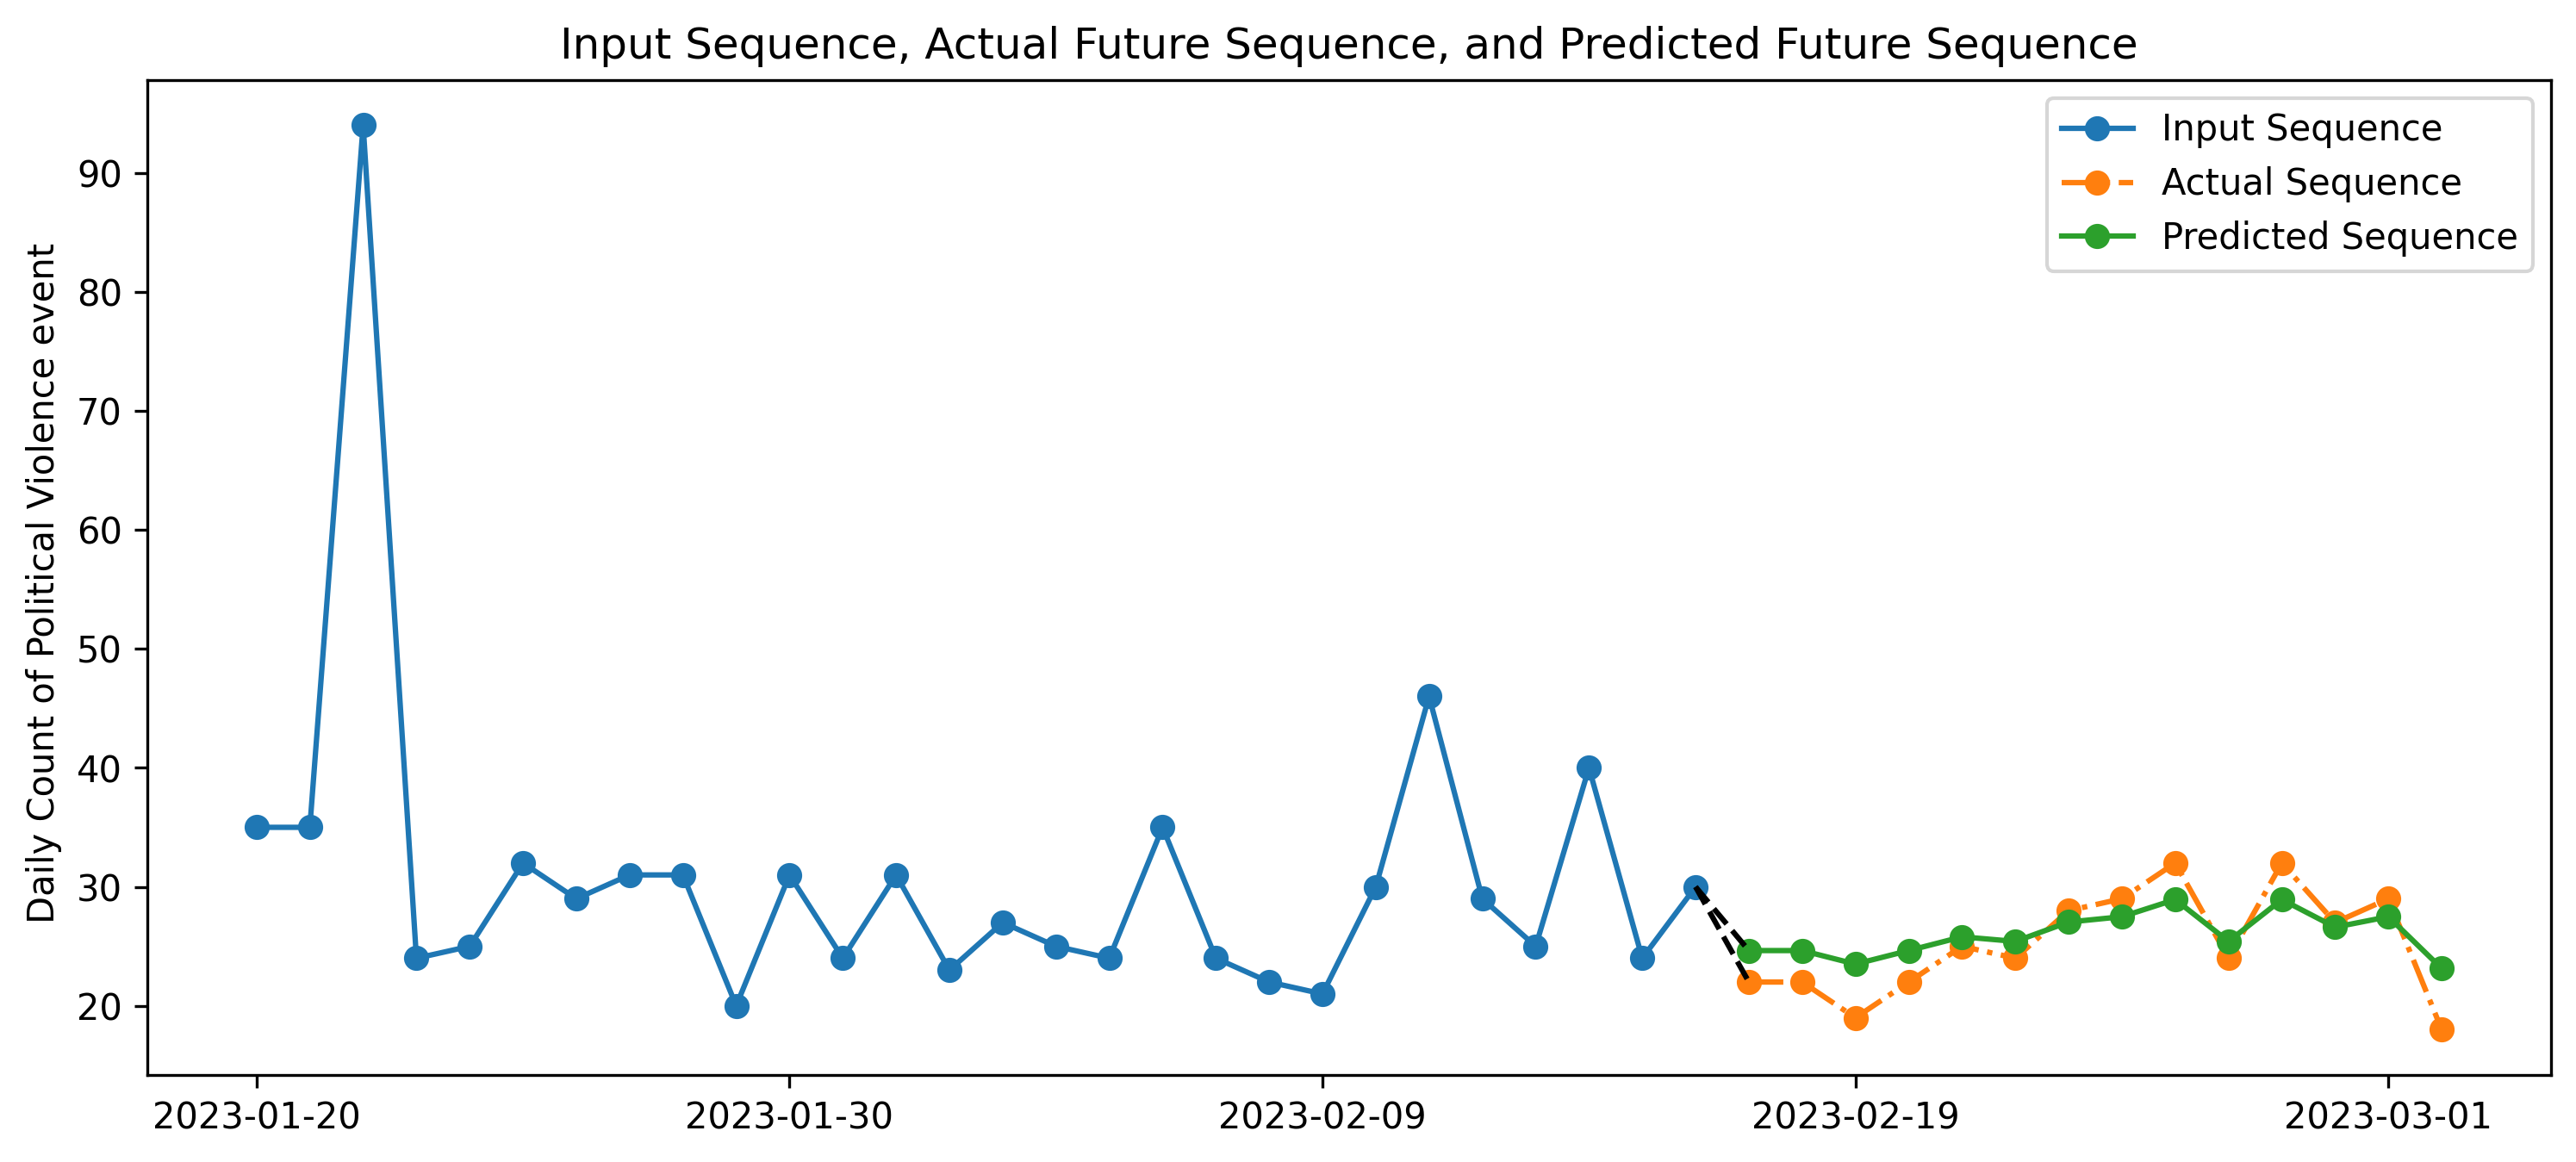 Input Sequence, Actual Future Sequence, and Predicted Future Sequence
Input Sequence
Actual Sequence
Predicted Sequence
Daily Count of Political Violence event
90
80
70
60
50
40
30
20
2023-01-20
2023-01-30
2023-02-09
2023-02-19
2023-03-01